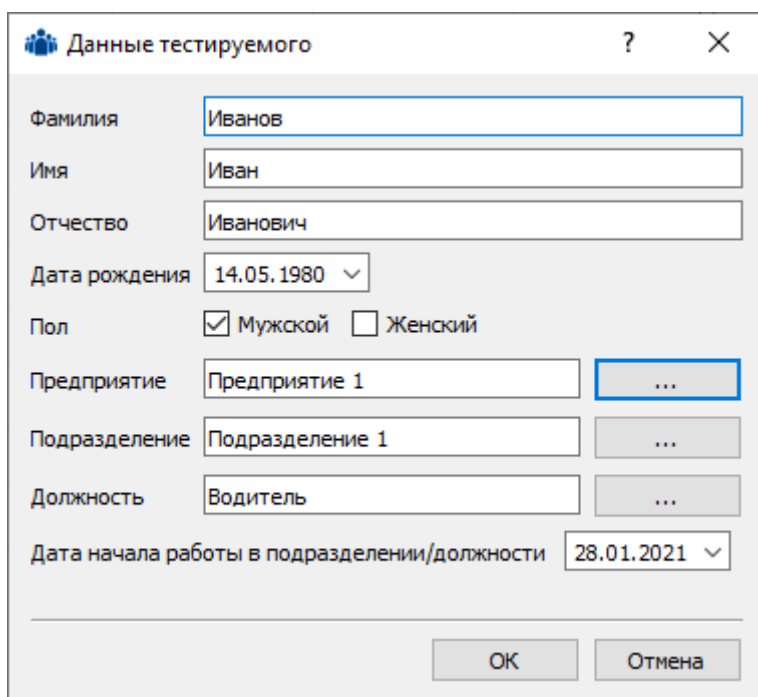 Данные тестируемого ?
Фамилия Иванов
Имя Иван
Отчество Иванович
Дата рождения 14.05.1980
Пол Мужской Женский
Предприятие Предприятие 1 ...
Подразделение Подразделение 1 ...
Должность Водитель ...
Дата начала работы в подразделении/должности 28.01.2021
ОК Отмена